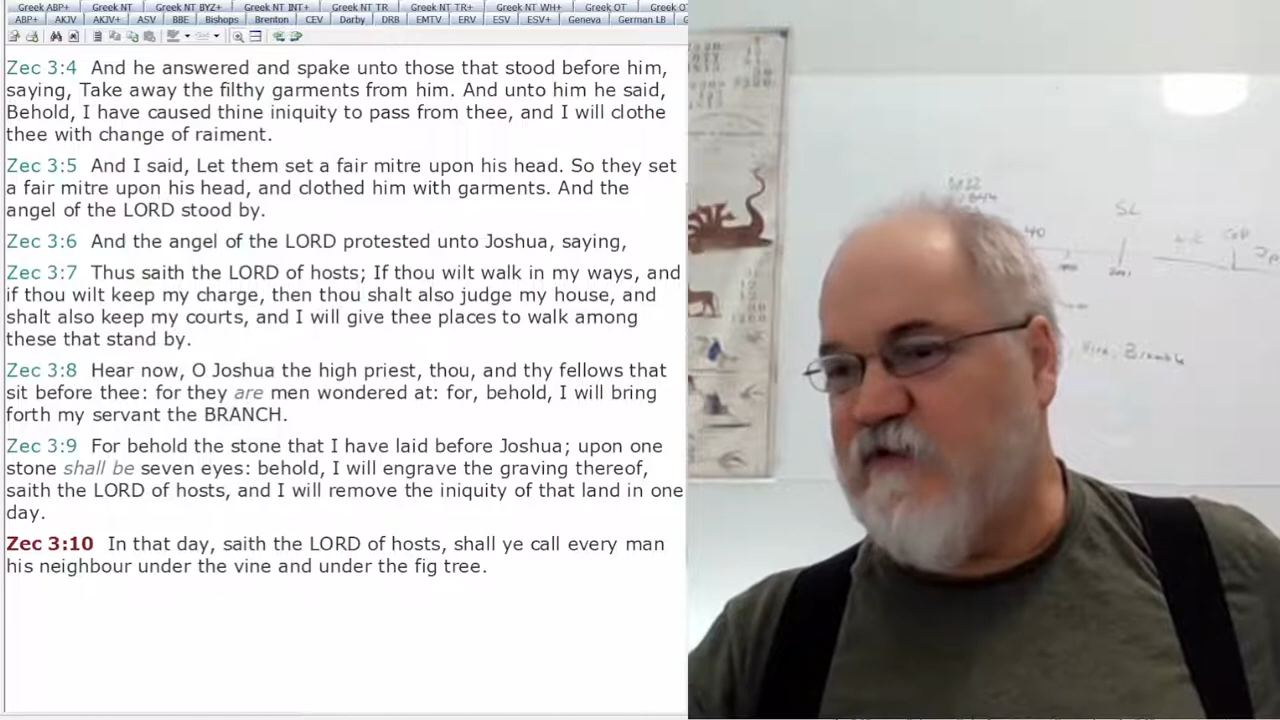 Greek ABP+ Greek NT Greek NT BYZ+ Greek NT INT+ Greek NT TR Greek NT TR+ Greek NT WH+ Greek OT
ABP+ AKJV AKJV+ ASV BBE Bishops Brenton CEV Darby DRB EMTV ERV ESV ESV+ Geneva German LB
Zec 3:4 And he answered and spake unto those that stood before him,
saying, Take away the filthy garments from him. And unto him he said,
Behold, I have caused thine iniquity to pass from thee, and I will clothe
thee with change of raiment.
Zec 3:5 And I said, Let them set a fair mitre upon his head. So they set
a fair mitre upon his head, and clothed him with garments. And the
angel of the LORD stood by.
Zec 3:6 And the angel of the LORD protested unto Joshua, saying,
Zec 3:7 Thus saith the LORD of hosts; If thou wilt walk in my ways, and
if thou wilt keep my charge, then thou shalt also judge my house, and
shalt also keep my courts, and I will give thee places to walk among
these that stand by.
Zec 3:8 Hear now, O Joshua the high priest, thou, and thy fellows that
sit before thee: for they are men wondered at: for, behold, I will bring
forth my servant the BRANCH.
Zec 3:9 For behold the stone that I have laid before Joshua; upon one
stone shall be seven eyes: behold, I will engrave the graving thereof,
saith the LORD of hosts, and I will remove the iniquity of that land in one
day.
Zec 3:10 In that day, saith the LORD of hosts, shall ye call every man
his neighbour under the vine and under the fig tree.
SL
40
Bramble